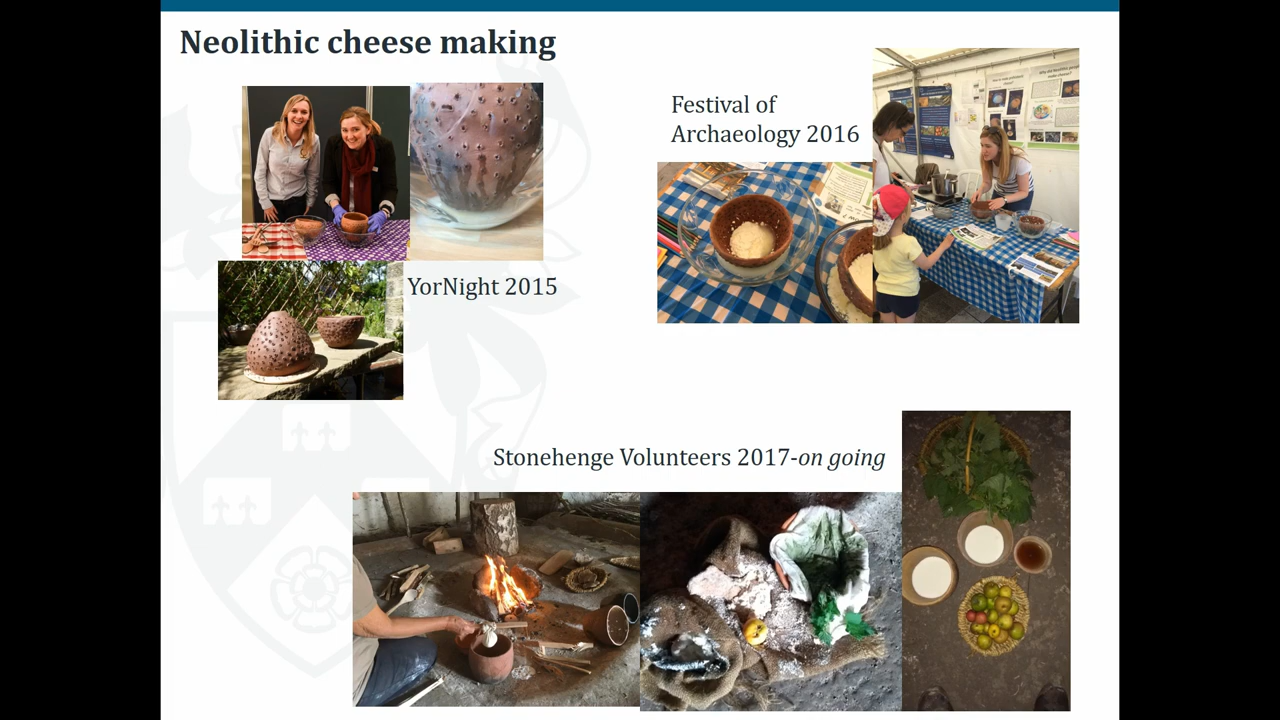 Neolithic cheese making
Festival of
Archaeology 2016
YorNight 2015
Stonehenge Volunteers 2017-on going